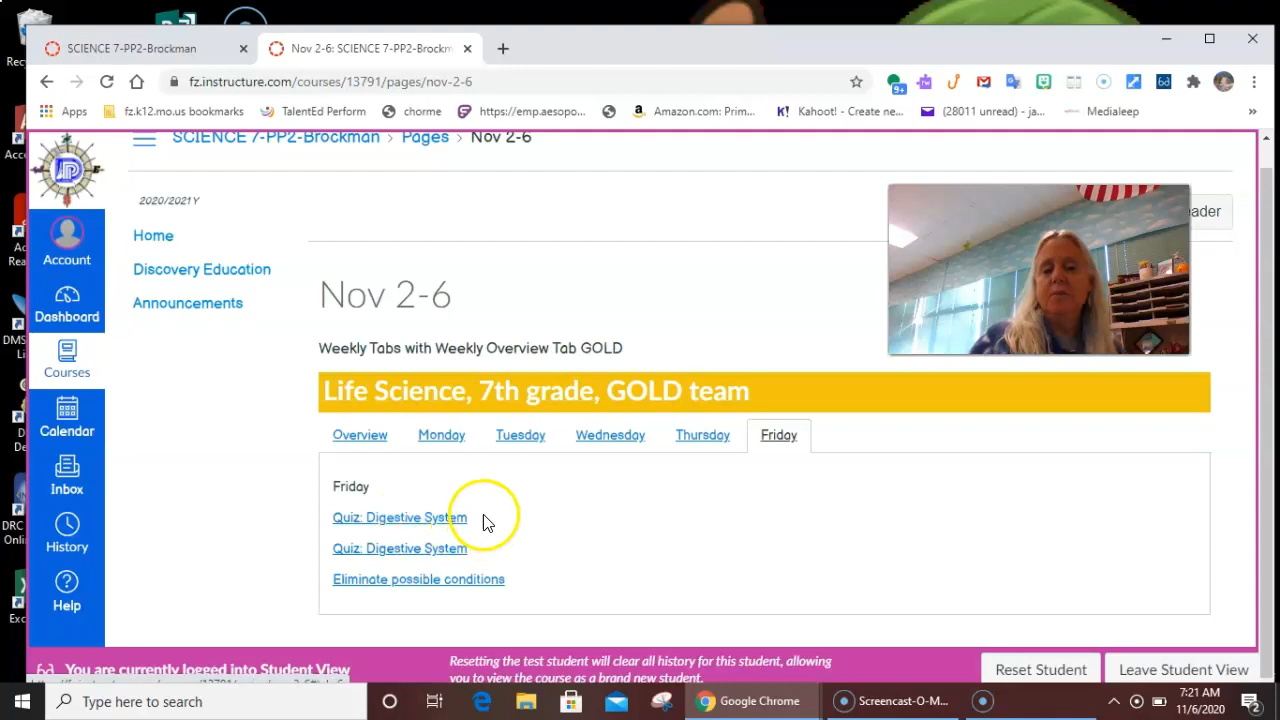 SCIENCE 7-PP2-Brockman
Nov 2-6: SCIENCE 7-PP2-Brockm
fz.instructure.com/courses/13791/pages/nov-2-6
9+
Apps
fz.k12.mo.us bookmarks
TalentEd Perform
chorme
https://emp.aesopo...
Amazon.com: Prim...
Kahoot! - Create ne...
(28011 unread) - ja...
Medialeep
»
SCIENCE 7-PP2-Brockman > Pages > Nov 2-6
2020/2021Y
Home
Discovery Education
Announcements
Account
Dashboard
Courses
Calendar
Inbox
History
Help
eader
Nov 2-6
Weekly Tabs with Weekly Overview Tab GOLD
Life Science, 7th grade, GOLD team
Overview Monday Tuesday Wednesday Thursday Friday
Friday
Quiz: Digestive System
Quiz: Digestive System
Eliminate possible conditions
You are currently logged into Student View
Resetting the test student will clear all history for this student, allowing
you to view the course as a brand new student.
Reset Student
Leave Student View
Type here to search
Google Chrome
Screencast-O-M...
7:21 AM
11/6/2020
2